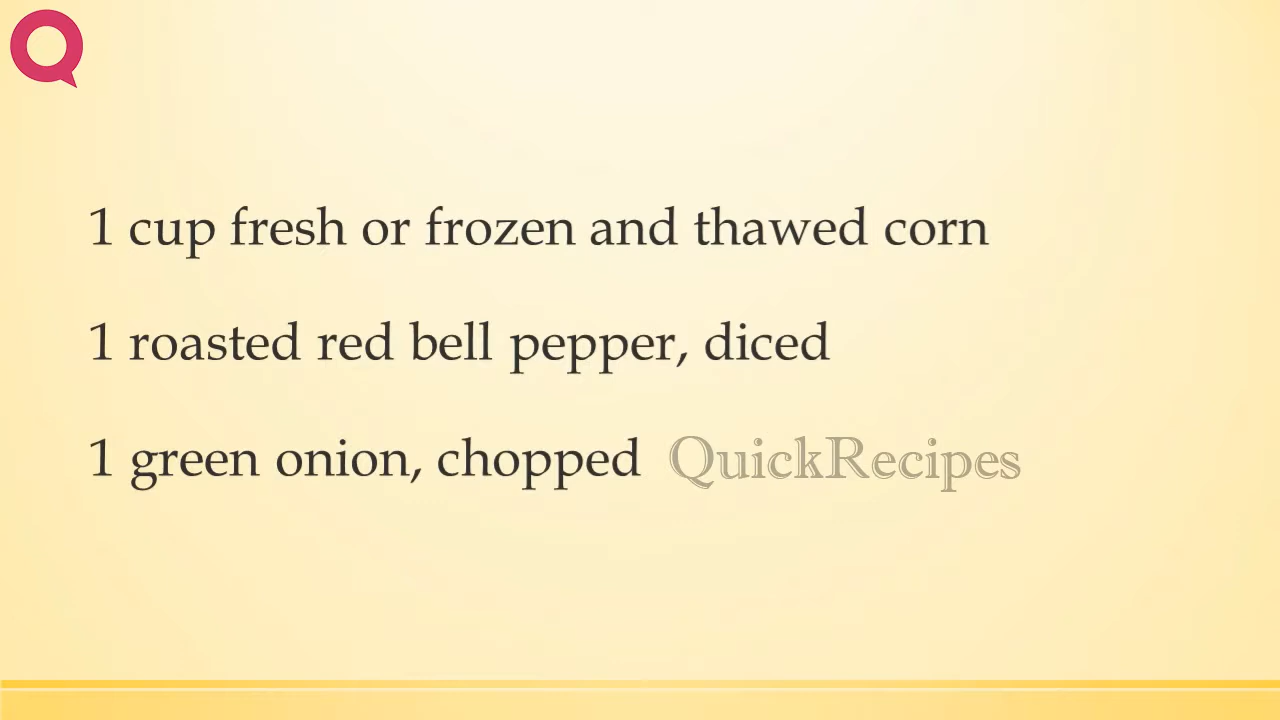 1 cup fresh or frozen and thawed corn
1 roasted red bell pepper, diced
1 green onion, chopped QuickRecipes